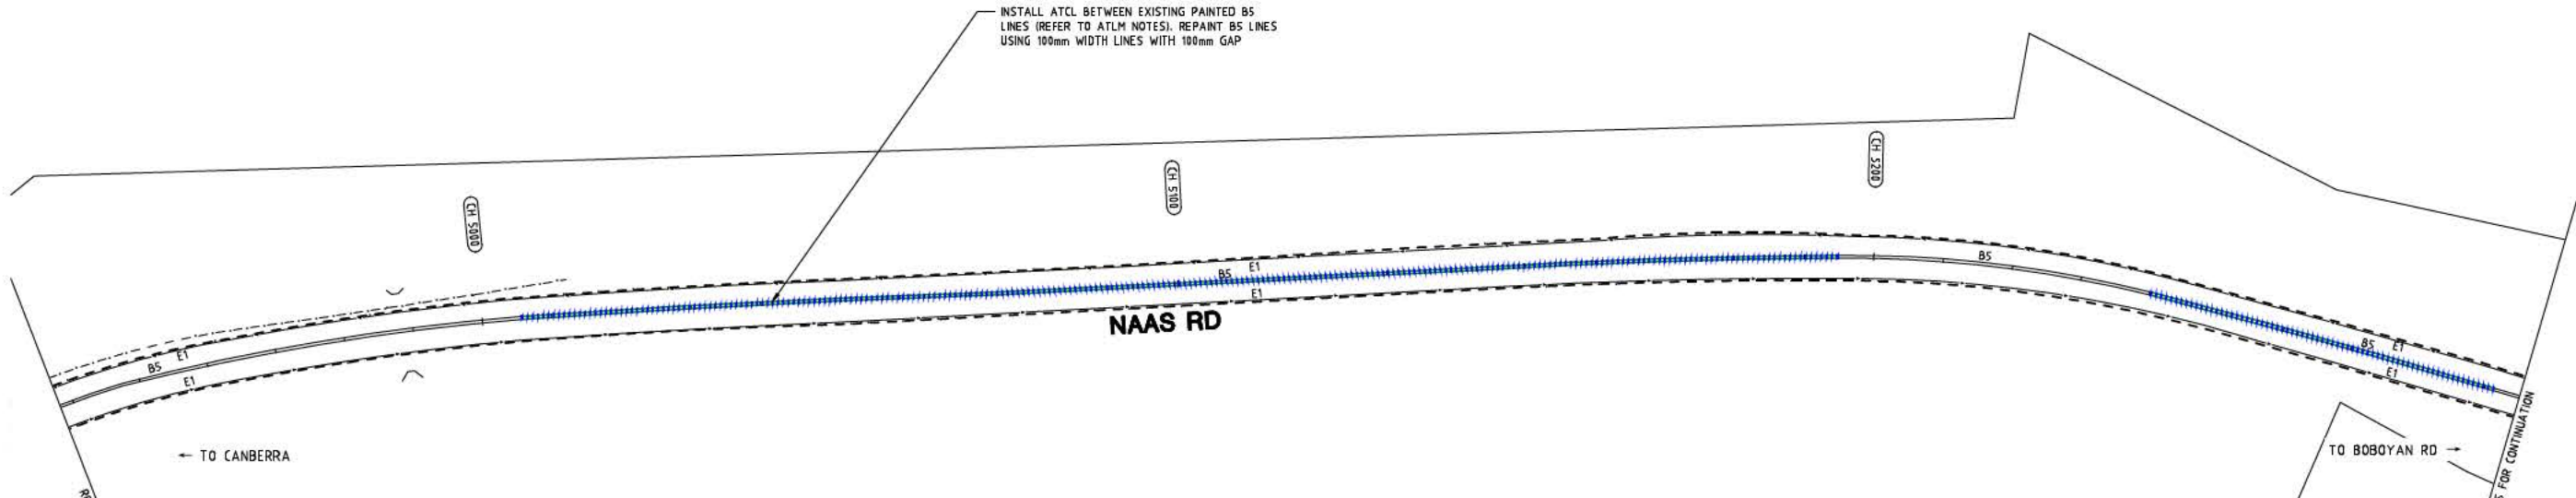 INSTALL ATCL BETWEEN EXISTING PAINTED B5
LINES (REFER TO ATLM NOTES). REPAINT B5 LINES
USING 100mm WIDTH LINES WITH 100mm GAP
CH 5000
CH 5100
CH 5200
E1
B5
E1
B5
E1
E1
B5
B5
E1
E1
NAAS RD
← TO CANBERRA
TO BOBOYAN RD →
FOR CONTINUATION